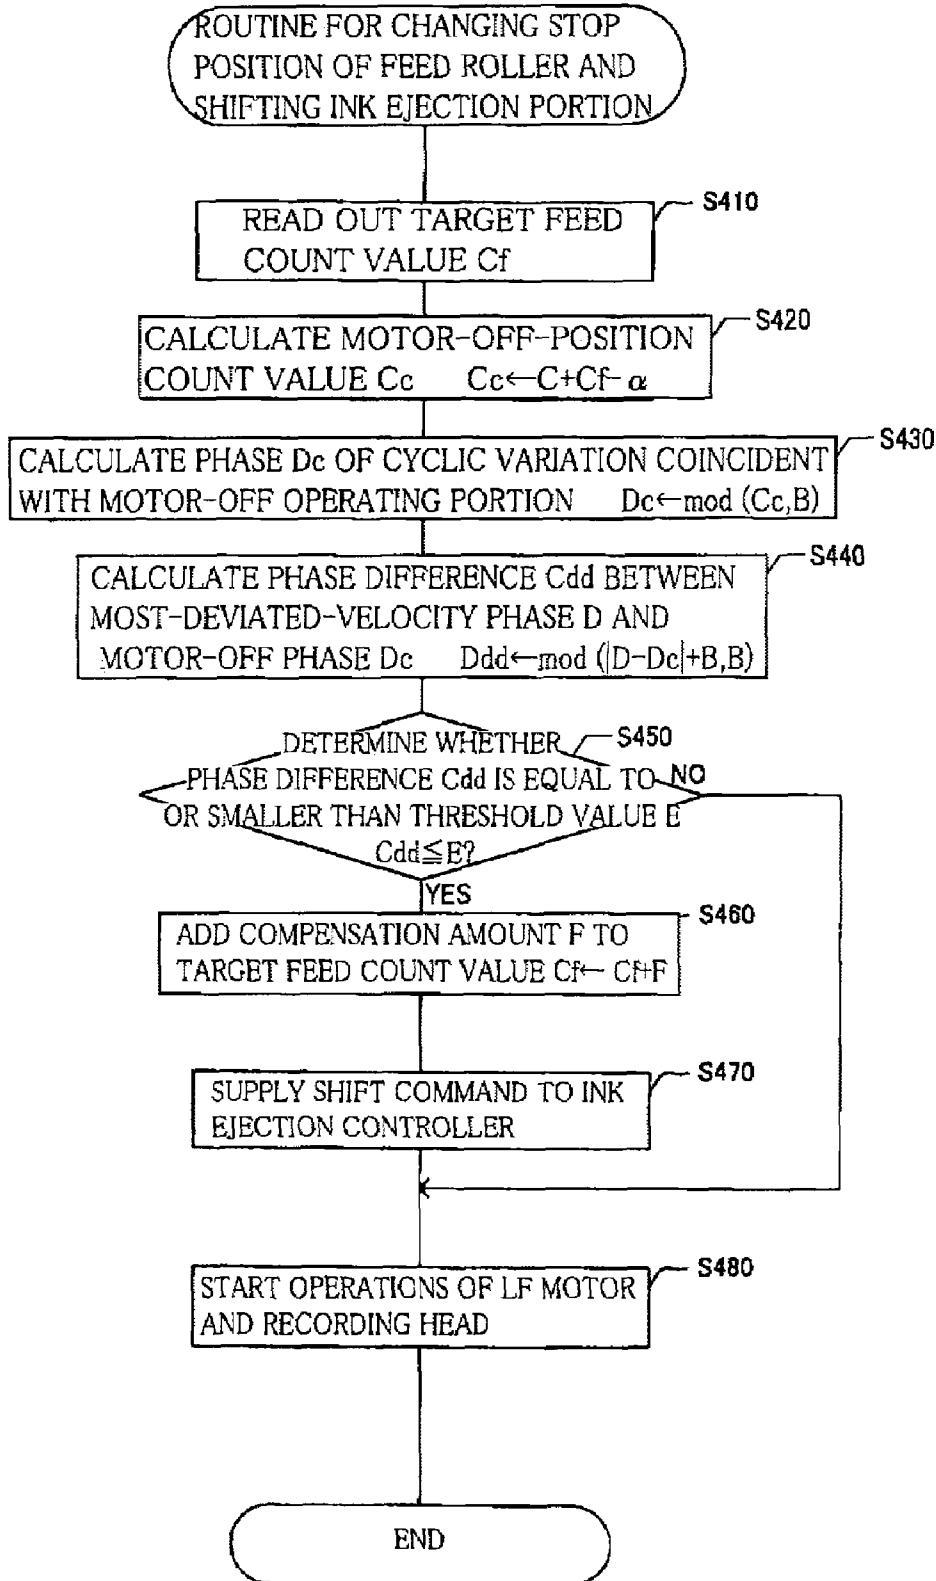 ROUTINE FOR CHANGING STOP
POSITION OF FEED ROLLER AND
SHIFTING INK EJECTION PORTION
S410
READ OUT TARGET FEED
COUNT VALUE Cf
S420
CALCULATE MOTOR-OFF-POSITION
COUNT VALUE Cc Cc←C+Cf-α
S430
CALCULATE PHASE Dc OF CYCLIC VARIATION COINCIDENT
WITH MOTOR-OFF OPERATING PORTION Dc←mod (Cc,B)
S440
CALCULATE PHASE DIFFERENCE Cdd BETWEEN
MOST-DEVIATED-VELOCITY PHASE D AND
MOTOR-OFF PHASE Dc Ddd←mod (|D-Dc|+B,B)
S450
DETERMINE WHETHER
PHASE DIFFERENCE Cdd IS EQUAL TO
OR SMALLER THAN THRESHOLD VALUE E
Cdd≦E?
NO
YES
S460
ADD COMPENSATION AMOUNT F TO
TARGET FEED COUNT VALUE Cf← Cf+F
S470
SUPPLY SHIFT COMMAND TO INK
EJECTION CONTROLLER
S480
START OPERATIONS OF LF MOTOR
AND RECORDING HEAD
END